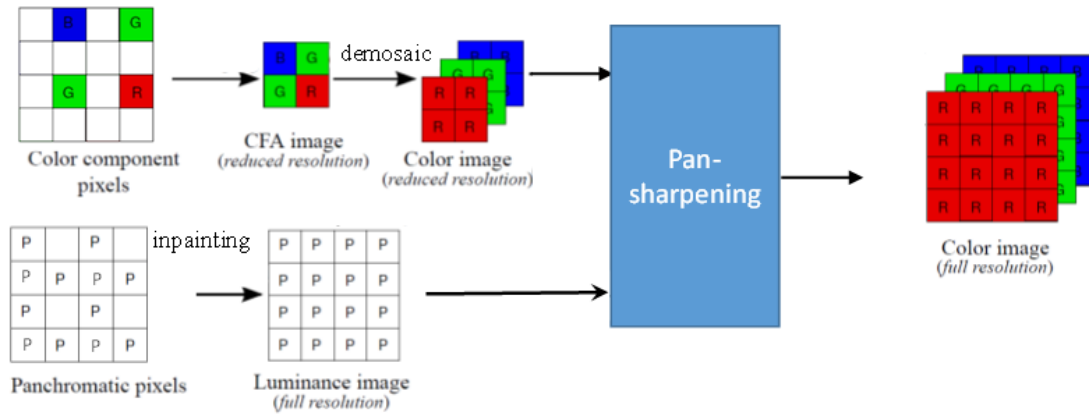 B G
G R
Color component
pixels
B G
G R
CFA image
(reduced resolution)
demosaic
G G
G
R R
R R
Color image
(reduced resolution)
P P
P P P P
P P
P P P P
Panchromatic pixels
inpainting
P P P P
P P P P
P P P P
P P P P
Luminance image
(full resolution)
Pan-
sharpening
G G G G
G
G
G
R R R R
R R R R
R R R R
R R R R
Color image
(full resolution)